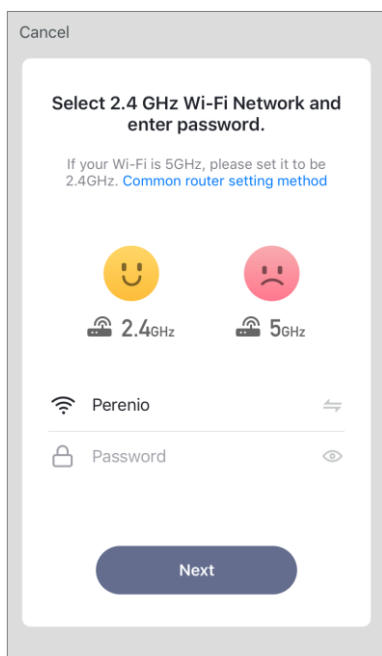 Cancel
Select 2.4 GHz Wi-Fi Network and
enter password.
If your Wi-Fi is 5GHz, please set it to be
2.4GHz. Common router setting method
2.4GHz 5GHz
Perenio
Password
Next